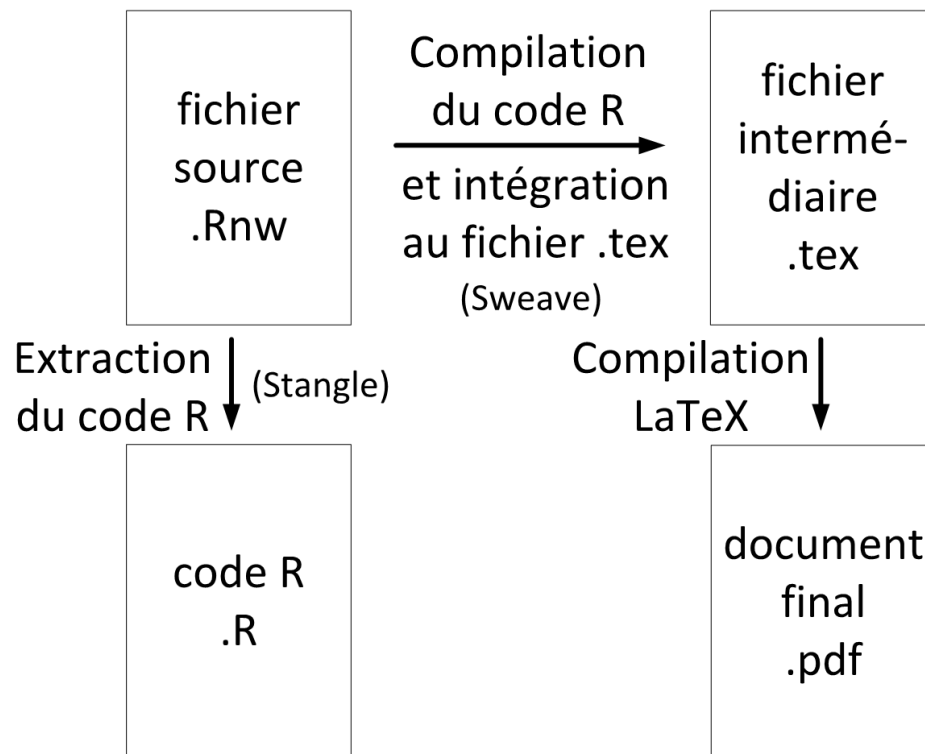 fichier
source
.Rnw
Compilation
du code R
et intégration
au fichier .tex
(Sweave)
fichier
intermé-
diaire
.tex
Extraction
du code R
(Stangle)
Compilation
LaTeX
code R
.R
document
final
.pdf